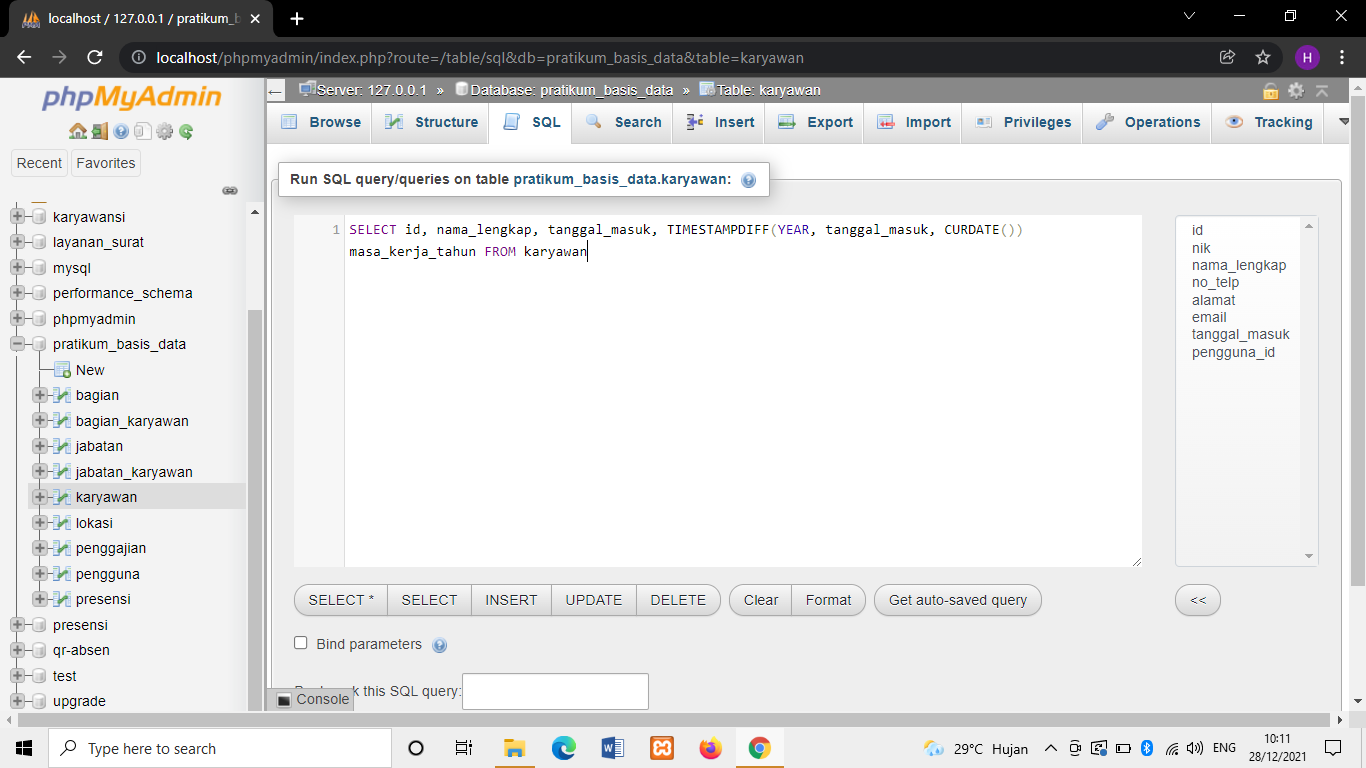 localhost / 127.0.0.1 / pratikum_b
localhost/phpmyadmin/index.php?route=/table/sql&db=pratikum_basis_data&table=karyawan
H
phpMyAdmin
Recent
Favorites
karyawansi
layanan_surat
mysql
performance_schema
phpmyadmin
pratikum_basis_data
New
bagian
bagian_karyawan
jabatan
jabatan_karyawan
karyawan
lokasi
penggajian
pengguna
presensi
presensi
qr-absen
test
upgrade
Server: 127.0.0.1 » Database: pratikum_basis_data » Table: karyawan
Browse Structure SQL Search Insert Export Import Privileges Operations Tracking
Run SQL query/queries on table pratikum_basis_data.karyawan:
1 SELECT id, nama_lengkap, tanggal_masuk, TIMESTAMPDIFF(YEAR, tanggal_masuk, CURDATE())
masa_kerja_tahun FROM karyawan
id
nik
nama_lengkap
no_telp
alamat
email
tanggal_masuk
pengguna_id
SELECT * SELECT INSERT UPDATE DELETE Clear Format Get auto-saved query <<
Bind parameters
k this SQL query:
Console
Type here to search
29°C Hujan
ENG
10:11
28/12/2021